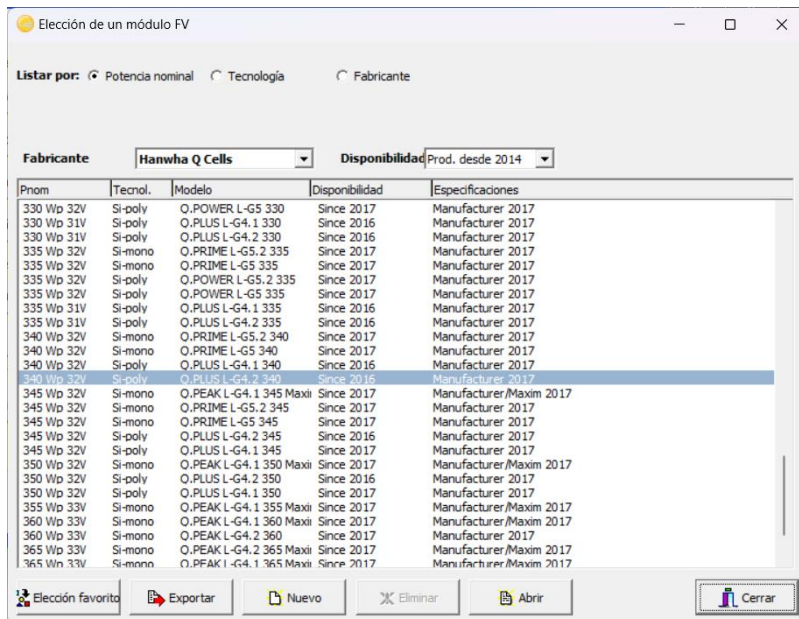 Elección de un módulo FV
Listar por: Potencia nominal Tecnología Fabricante
Fabricante Hanwha Q Cells Disponibilidad Prod. desde 2014
Pnom Tecnol. Modelo Disponibilidad Especificaciones
330 Wp 32V Si-poly Q.POWER L-G5 330 Since 2017 Manufacturer 2017
330 Wp 31V Si-poly Q.PLUS L-G4.1 330 Since 2016 Manufacturer 2017
330 Wp 31V Si-poly Q.PLUS L-G4.2 330 Since 2016 Manufacturer 2017
335 Wp 32V Si-mono Q.PRIME L-G5.2 335 Since 2017 Manufacturer 2017
335 Wp 32V Si-mono Q.PRIME L-G5 335 Since 2017 Manufacturer 2017
335 Wp 32V Si-poly Q.POWER L-G5.2 335 Since 2017 Manufacturer 2017
335 Wp 32V Si-poly Q.POWER L-G5 335 Since 2017 Manufacturer 2017
335 Wp 31V Si-poly Q.PLUS L-G4.1 335 Since 2016 Manufacturer 2017
335 Wp 31V Si-poly Q.PLUS L-G4.2 335 Since 2016 Manufacturer 2017
340 Wp 32V Si-mono Q.PRIME L-G5.2 340 Since 2017 Manufacturer 2017
340 Wp 32V Si-mono Q.PRIME L-G5 340 Since 2017 Manufacturer 2017
340 Wp 32V Si-poly Q.PLUS L-G4.1 340 Since 2016 Manufacturer 2017
340 Wp 32V Si-poly Q.PLUS L-G4.2 340 Since 2016 Manufacturer 2017
345 Wp 32V Si-mono Q.PEAK L-G4.1 345 Maxi Since 2017 Manufacturer/Maxim 2017
345 Wp 32V Si-mono Q.PRIME L-G5.2 345 Since 2017 Manufacturer 2017
345 Wp 32V Si-mono Q.PRIME L-G5 345 Since 2017 Manufacturer 2017
345 Wp 32V Si-poly Q.PLUS L-G4.2 345 Since 2016 Manufacturer 2017
345 Wp 32V Si-poly Q.PLUS L-G4.1 345 Since 2017 Manufacturer 2017
350 Wp 32V Si-mono Q.PEAK L-G4.1 350 Maxi Since 2017 Manufacturer/Maxim 2017
350 Wp 32V Si-poly Q.PLUS L-G4.2 350 Since 2016 Manufacturer 2017
350 Wp 32V Si-poly Q.PLUS L-G4.1 350 Since 2017 Manufacturer 2017
355 Wp 33V Si-mono Q.PEAK L-G4.1 355 Maxi Since 2017 Manufacturer/Maxim 2017
360 Wp 33V Si-mono Q.PEAK L-G4.1 360 Maxi Since 2017 Manufacturer/Maxim 2017
360 Wp 33V Si-mono Q.PEAK L-G4.2 360 Since 2017 Manufacturer 2017
365 Wp 33V Si-mono Q.PEAK L-G4.2 365 Maxi Since 2017 Manufacturer/Maxim 2017
365 Wp 33V Si-mono Q.PEAK L-G4.1 365 Maxi Since 2017 Manufacturer/Maxim 2017
Elección favorito Exportar Nuevo Eliminar Abrir Cerrar